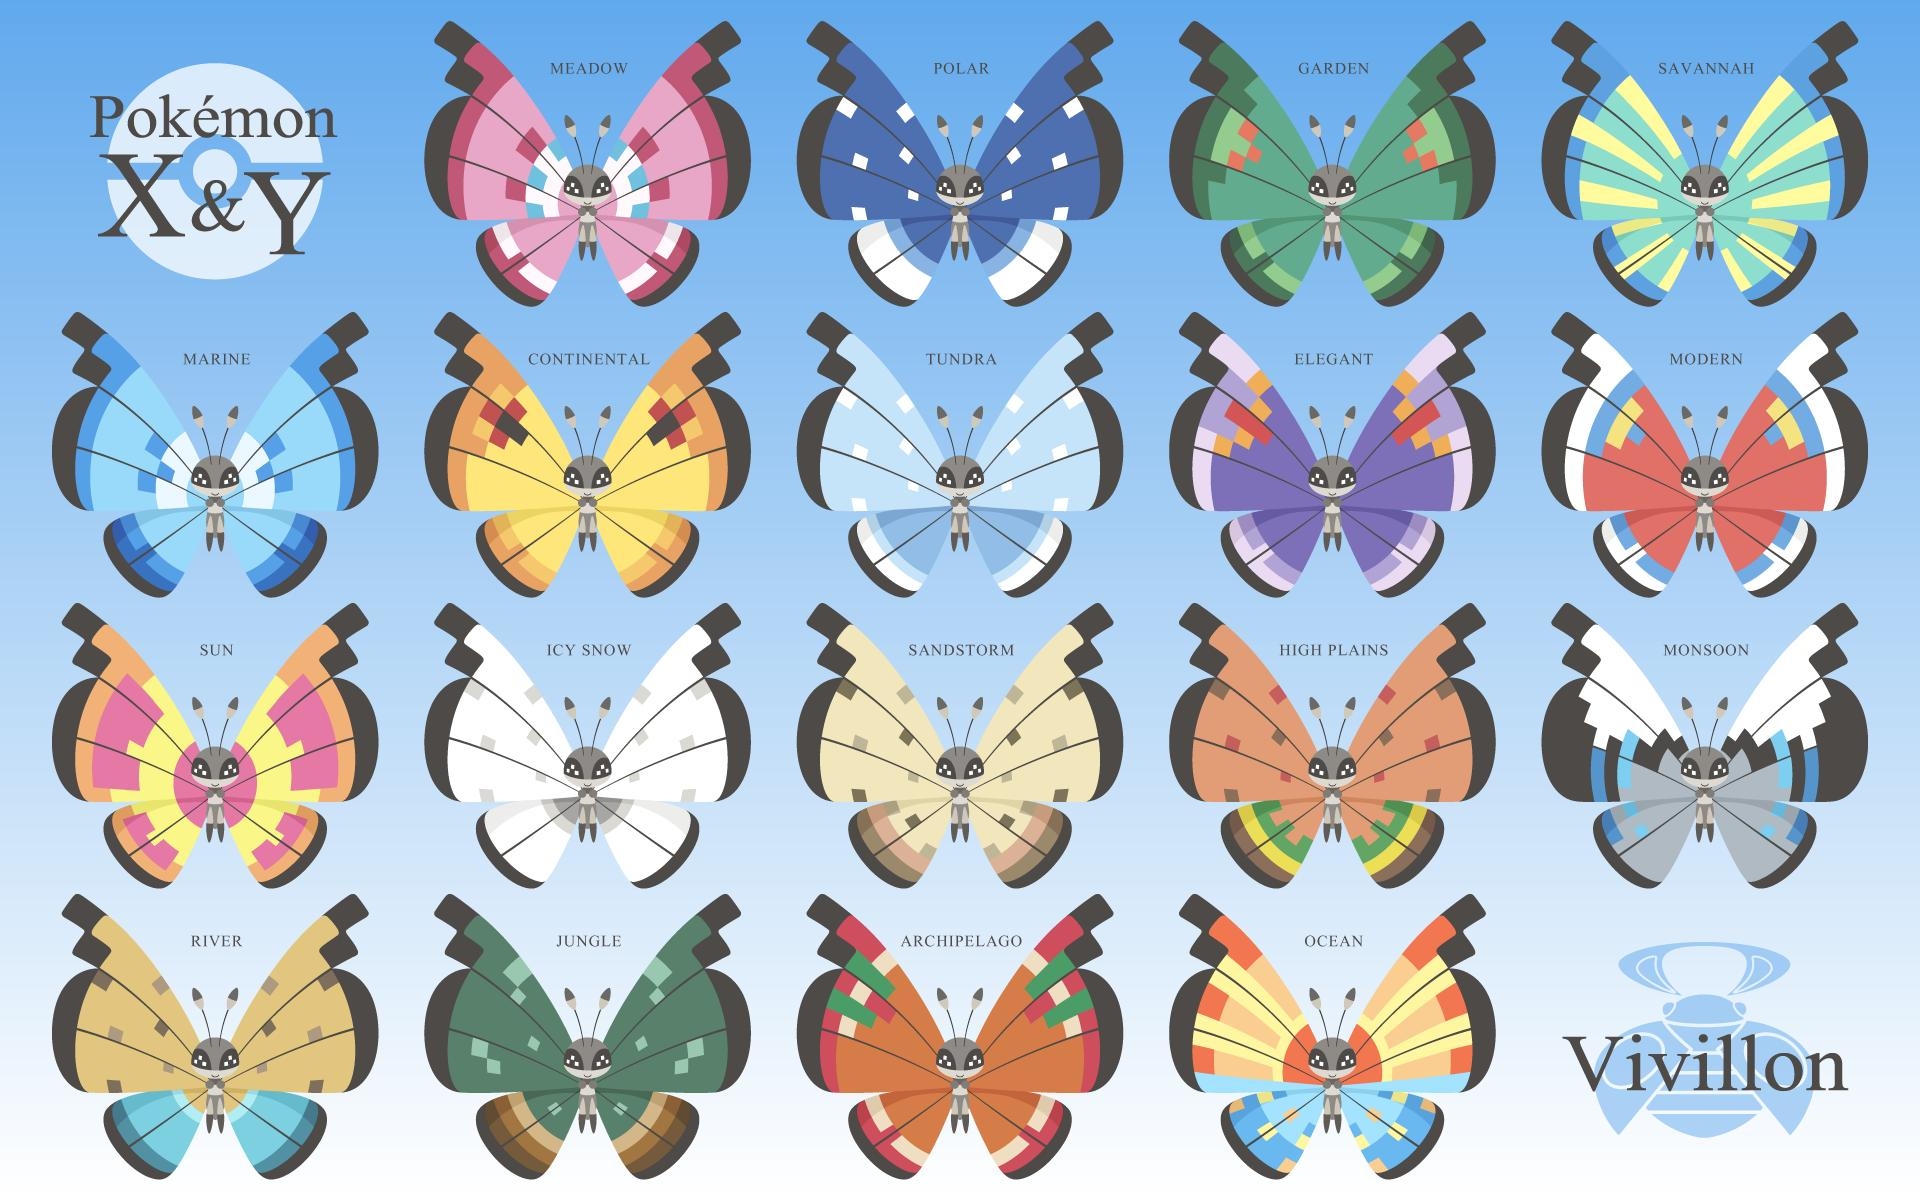 Pokémon
X&Y
MEADOW
POLAR
GARDEN
SAVANNAH
MARINE
CONTINENTAL
TUNDRA
ELEGANT
MODERN
SUN
ICY SNOW
SANDSTORM
HIGH PLAINS
MONSOON
RIVER
JUNGLE
ARCHIPELAGO
OCEAN
Vivillon